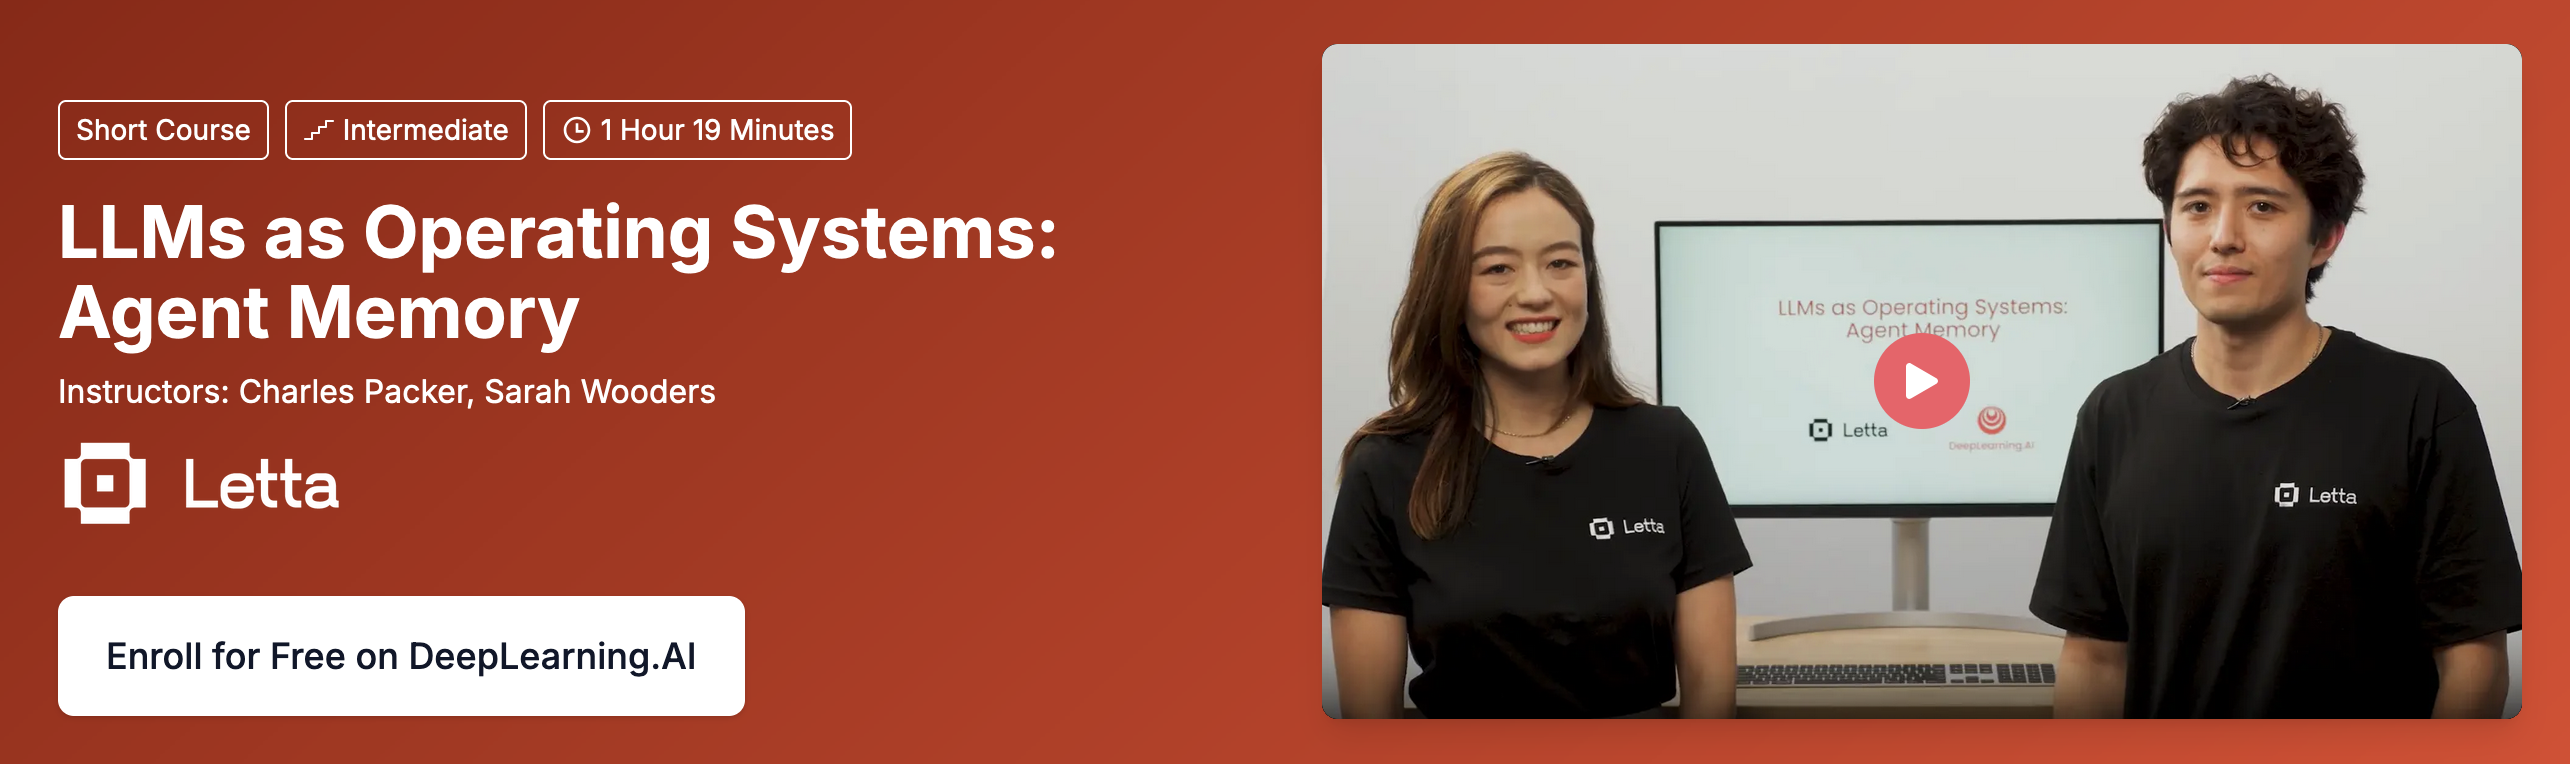 Short Course
Intermediate
1 Hour 19 Minutes
LLMs as Operating Systems:
Agent Memory
Instructors: Charles Packer, Sarah Wooders
Letta
Enroll for Free on DeepLearning.AI
LLMs as Operating Systems:
Agent Memory
Letta
DeepLearning.AI
Letta
Letta